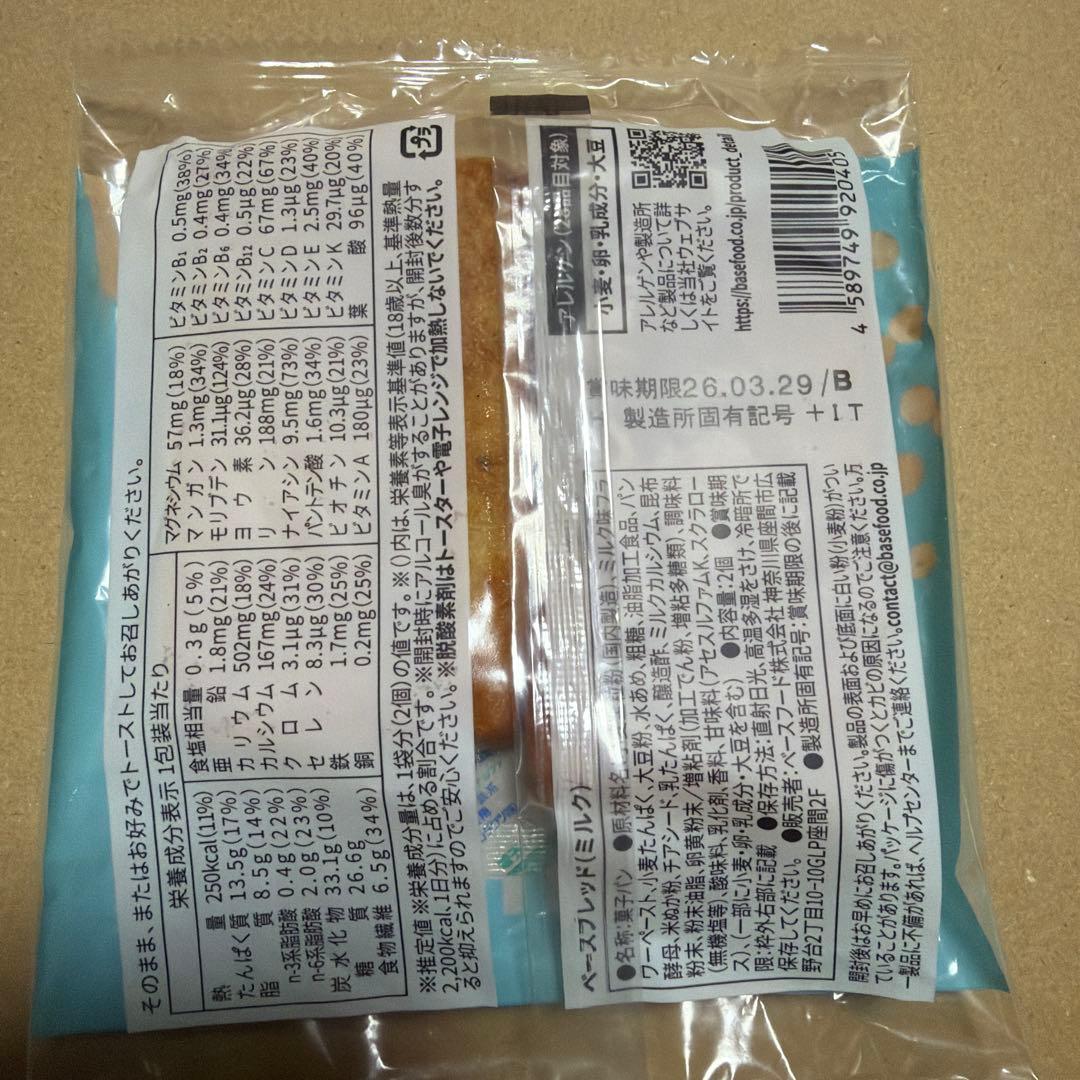 そのまま、またはお好みでトーストしてお召しあがりください。
栄養成分表示 1包装当たり
熱量 250kcal(11%)
たんぱく質 13.5g(17%)
脂質 8.5g(14%)
n-3系脂肪酸 0.4g(22%)
n-6系脂肪酸 2.0g(23%)
炭水化物 33.1g(10%)
糖質 26.6g
食物繊維 6.5g(34%)
食塩相当量 0.3g(5%)
亜鉛 1.8mg(21%)
カリウム 502mg(18%)
カルシウム 167mg(24%)
クロム 3.1μg(31%)
セレン 8.3μg(30%)
鉄 1.7mg(25%)
銅 0.2mg(25%)
マグネシウム 57mg(18%)
マンガン 1.3mg(34%)
モリブデン 31.1μg(124%)
ヨウ素 36.2μg(28%)
リン 188mg(21%)
ナイアシン 9.5mg(73%)
パントテン酸 1.6mg(34%)
ビオチン 10.3μg(21%)
ビタミンA 180μg(23%)
ビタミンB1 0.5mg(38%)
ビタミンB2 0.4mg(27%)
ビタミンB6 0.4mg(34%)
ビタミンB12 0.5μg(22%)
ビタミンC 67mg(67%)
ビタミンD 1.3μg(23%)
ビタミンE 2.5mg(40%)
ビタミンK 29.7μg(20%)
葉酸 96μg(40%)
※推定値 ※栄養成分量は、1袋分(2個)の値です。※( )内は、栄養素等表示基準値(18歳以上、基準熱量
2,200kcal、1日分)に占める割合です。※開封時にアルコール臭がすることがありますが、開封後数分す
ると抑えられますのでご安心ください。※脱酸素剤はトースターや電子レンジで加熱しないでください。
プラ
ベースブレッド(ミルク)
●名称:菓子パン ●原材料名
粉(国内製造)、ミルク味フラ
ワーペースト、小麦たんぱく、大豆粉、水あめ、粗糖、油脂加工食品、パン
酵母、米ぬか粉、チアシード、乳たんぱく、醸造酢、ミルクカルシウム、昆布
粉末、粉末油脂、卵黄粉末/増粘剤(加工でん粉、増粘多糖類)、調味料
(無機塩等)、酸味料、乳化剤、香料、甘味料(アセスルファムK、スクラロー
ス)、(一部に小麦・卵・乳成分・大豆を含む) ●内容量:2個 ●賞味期
限:枠外右部に記載 ●保存方法:直射日光、高温多湿をさけ、冷暗所で
保存してください。 ●販売者:ベースフード株式会社 神奈川県座間市広
野台2丁目10-10GLP座間2F ●製造所固有記号:賞味期限の後に記載
開封後はお早めにお召しあがりください。製品の表面および底面に白い粉(小麦粉)がつい
ていることがあります。パッケージに傷がつくとカビの原因になるのでご注意ください。万
一製品に不備があれば、ヘルプセンターまでご連絡ください。contact@basefood.co.jp
賞味期限26.03.29/B
製造所固有記号 +IT
アレルゲン(28品目対象)
小麦・卵・乳成分・大豆
アレルゲンや製造所
など製品について詳
しくは当社ウェブサ
イトをご覧ください。
https://basefood.co.jp/product_detail
4 589749 920405